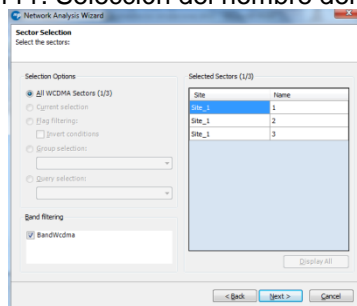 Network Analysis Wizard
Sector Selection
Select the sectors:
Selection Options
All WCDMA Sectors (1/3)
Current selection
Flag filtering:
Invert conditions
Group selection:
Query selection:
Band filtering
BandWcdma
Selected Sectors (1/3)
Site Name
Site_1 1
Site_1 2
Site_1 3
Display All
< Back Next > Cancel